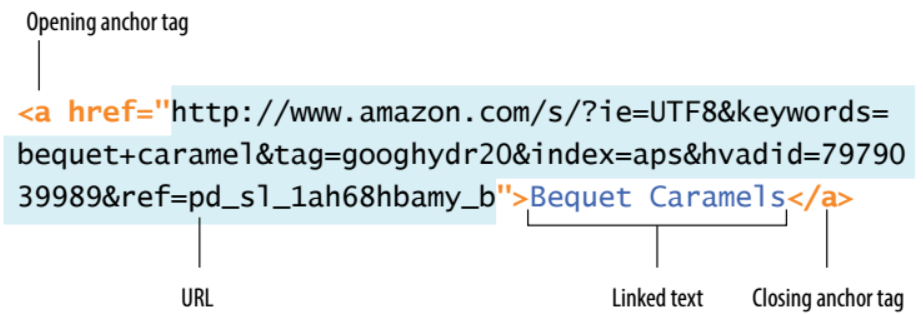 Opening anchor tag
<a href="http://www.amazon.com/s/?ie=UTF8&keywords=
bequet+caramel&tag=googhydr20&index=aps&hvadid=79790
39989&ref=pd_sl_1ah68hbamy_b">Bequet Caramels</a>
URL
Linked text
Closing anchor tag